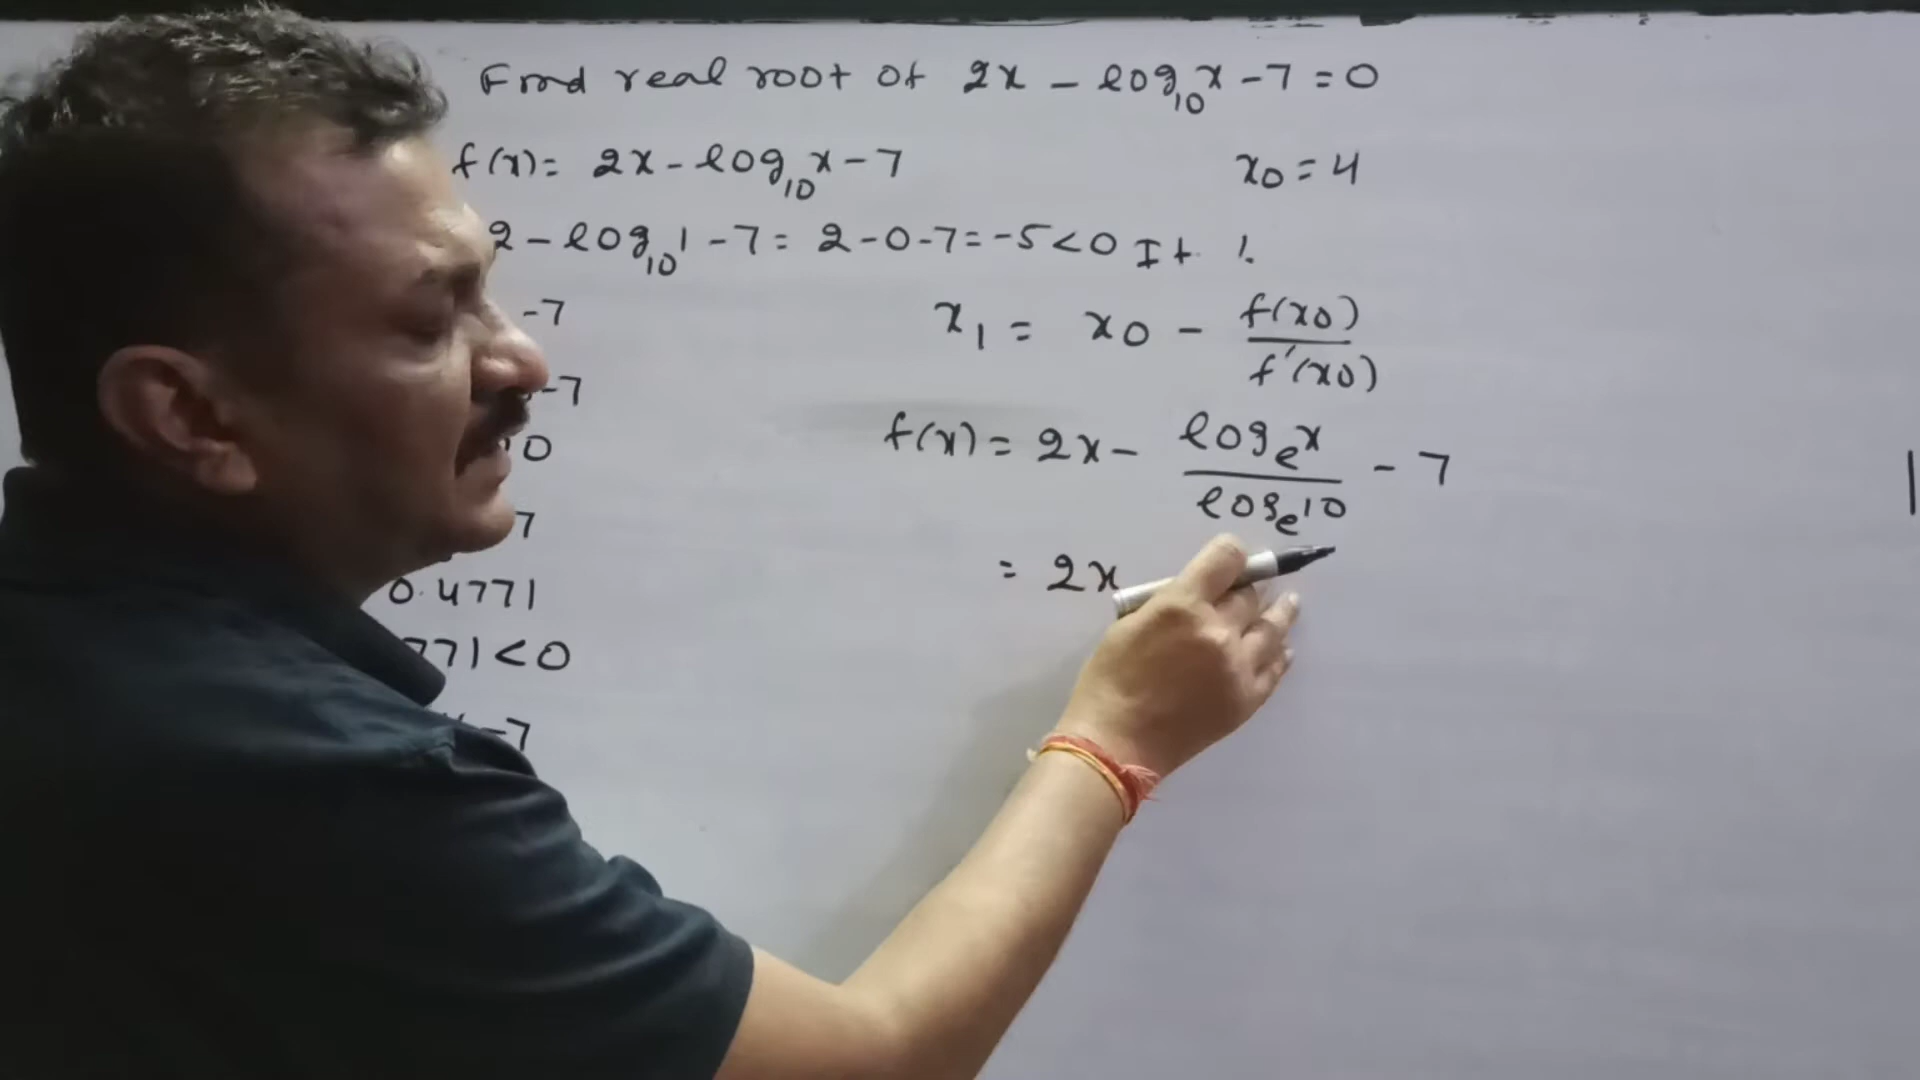 Find real root of 2x - log₁₀x - 7 = 0
f(x) = 2x - log₁₀x - 7
x₀ = 4
2 - log₁₀1 - 7 = 2 - 0 - 7 = -5 < 0 It 1.
-7
x₁ = x₀ - f(x₀)/f'(x₀)
-7
0
f(x) = 2x - logₑx/logₑ10 - 7
7
= 2x
0.4771
771 < 0
-7